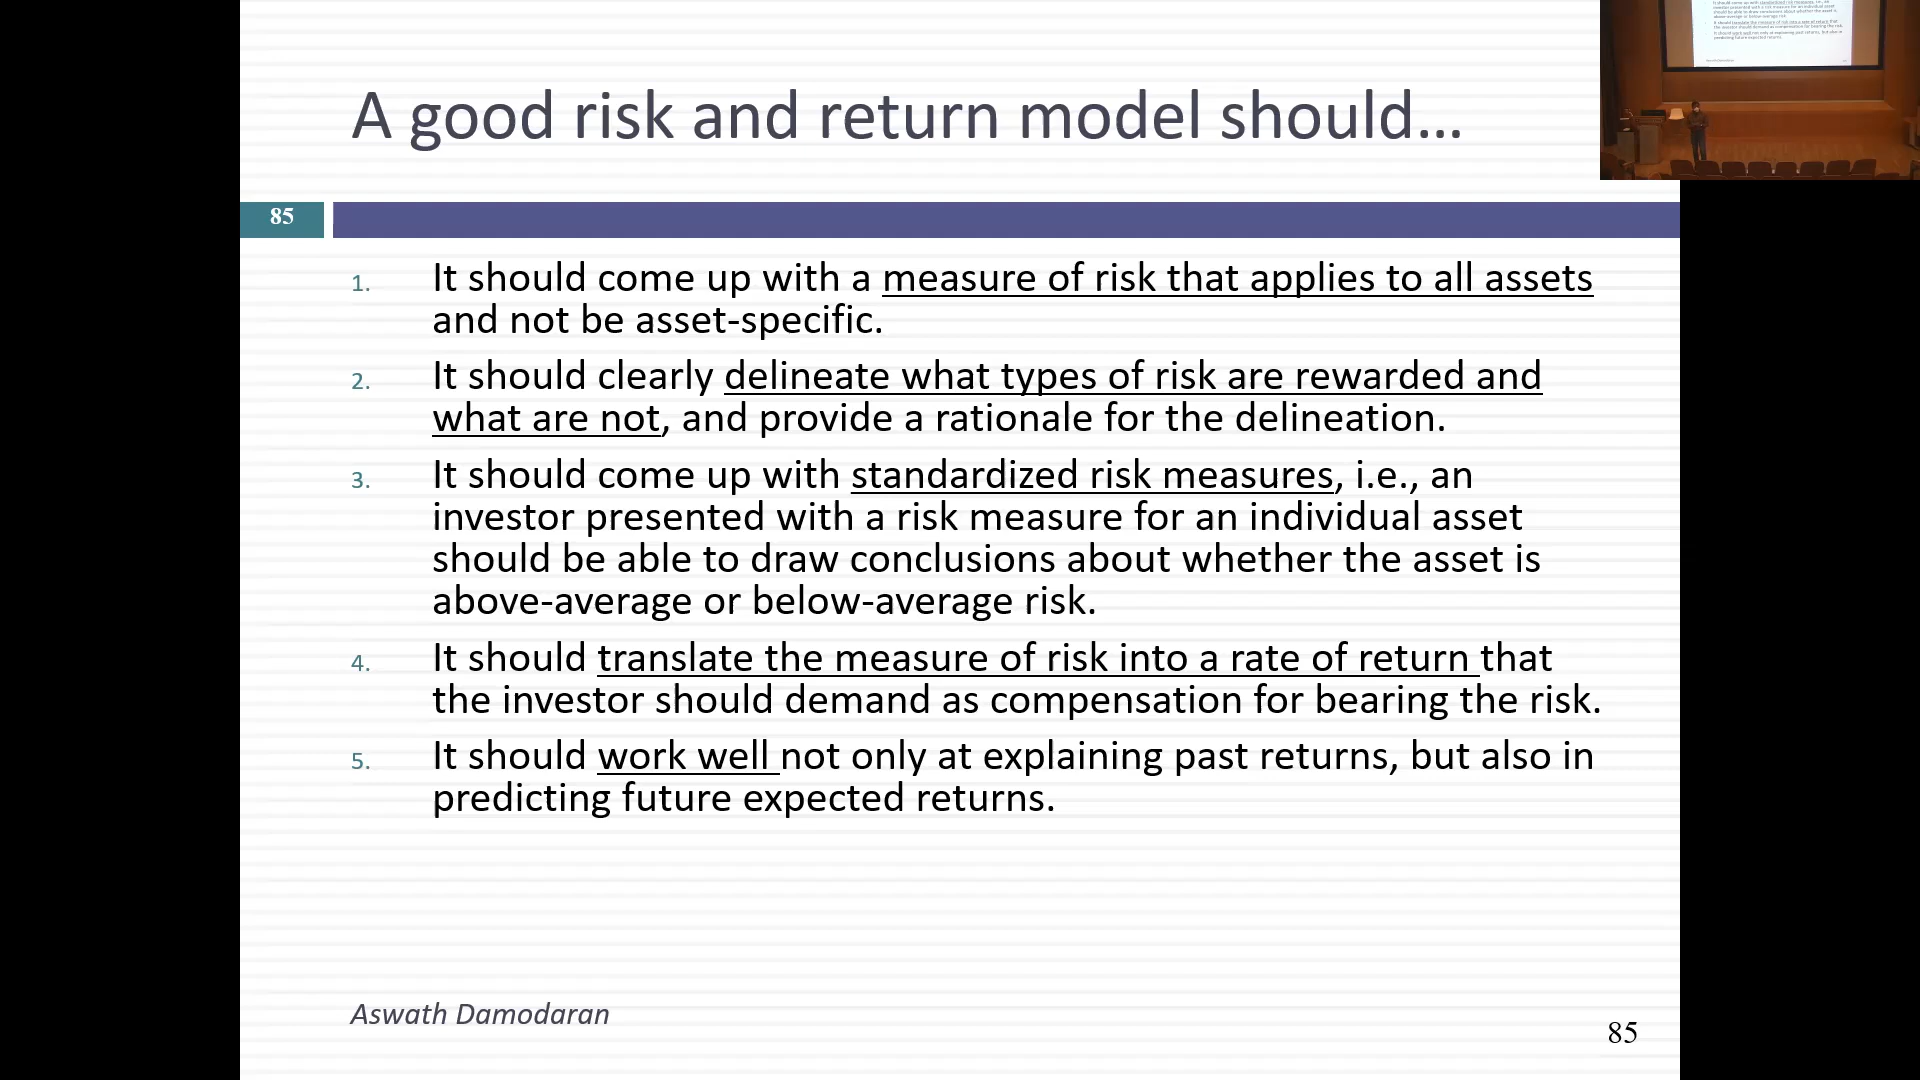 A good risk and return model should...
85
1. It should come up with a measure of risk that applies to all assets
and not be asset-specific.
2. It should clearly delineate what types of risk are rewarded and
what are not, and provide a rationale for the delineation.
3. It should come up with standardized risk measures, i.e., an
investor presented with a risk measure for an individual asset
should be able to draw conclusions about whether the asset is
above-average or below-average risk.
4. It should translate the measure of risk into a rate of return that
the investor should demand as compensation for bearing the risk.
5. It should work well not only at explaining past returns, but also in
predicting future expected returns.
Aswath Damodaran
85